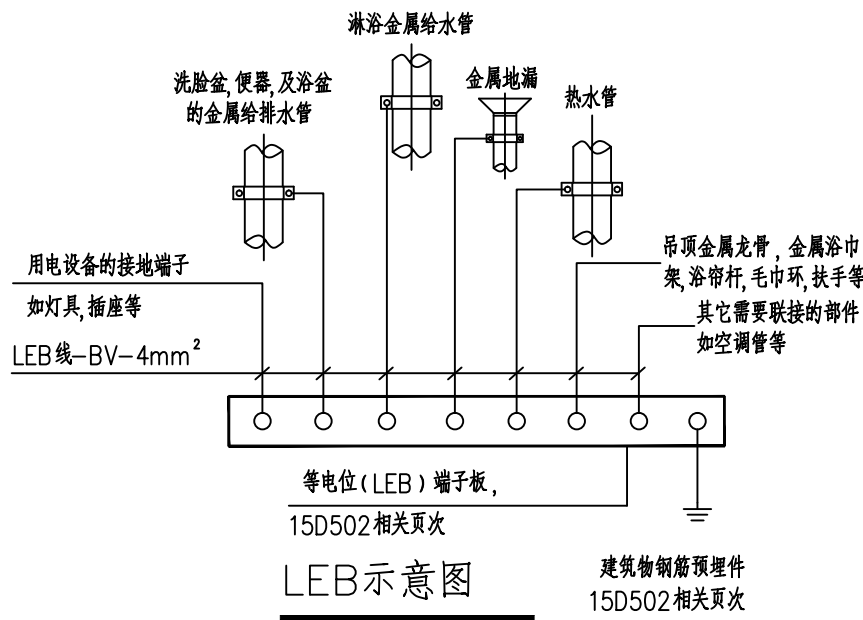 淋浴金属给水管
洗脸盆,便器,及浴盆
的金属给排水管
金属地漏
热水管
用电设备的接地端子
如灯具,插座等
吊顶金属龙骨，金属浴巾
架,浴帘杆,毛巾环,扶手等
其它需要联接的部件
如空调管等
LEB线-BV-4mm²
等电位(LEB)端子板，
15D502相关页次
LEB示意图
建筑物钢筋预埋件
15D502相关页次